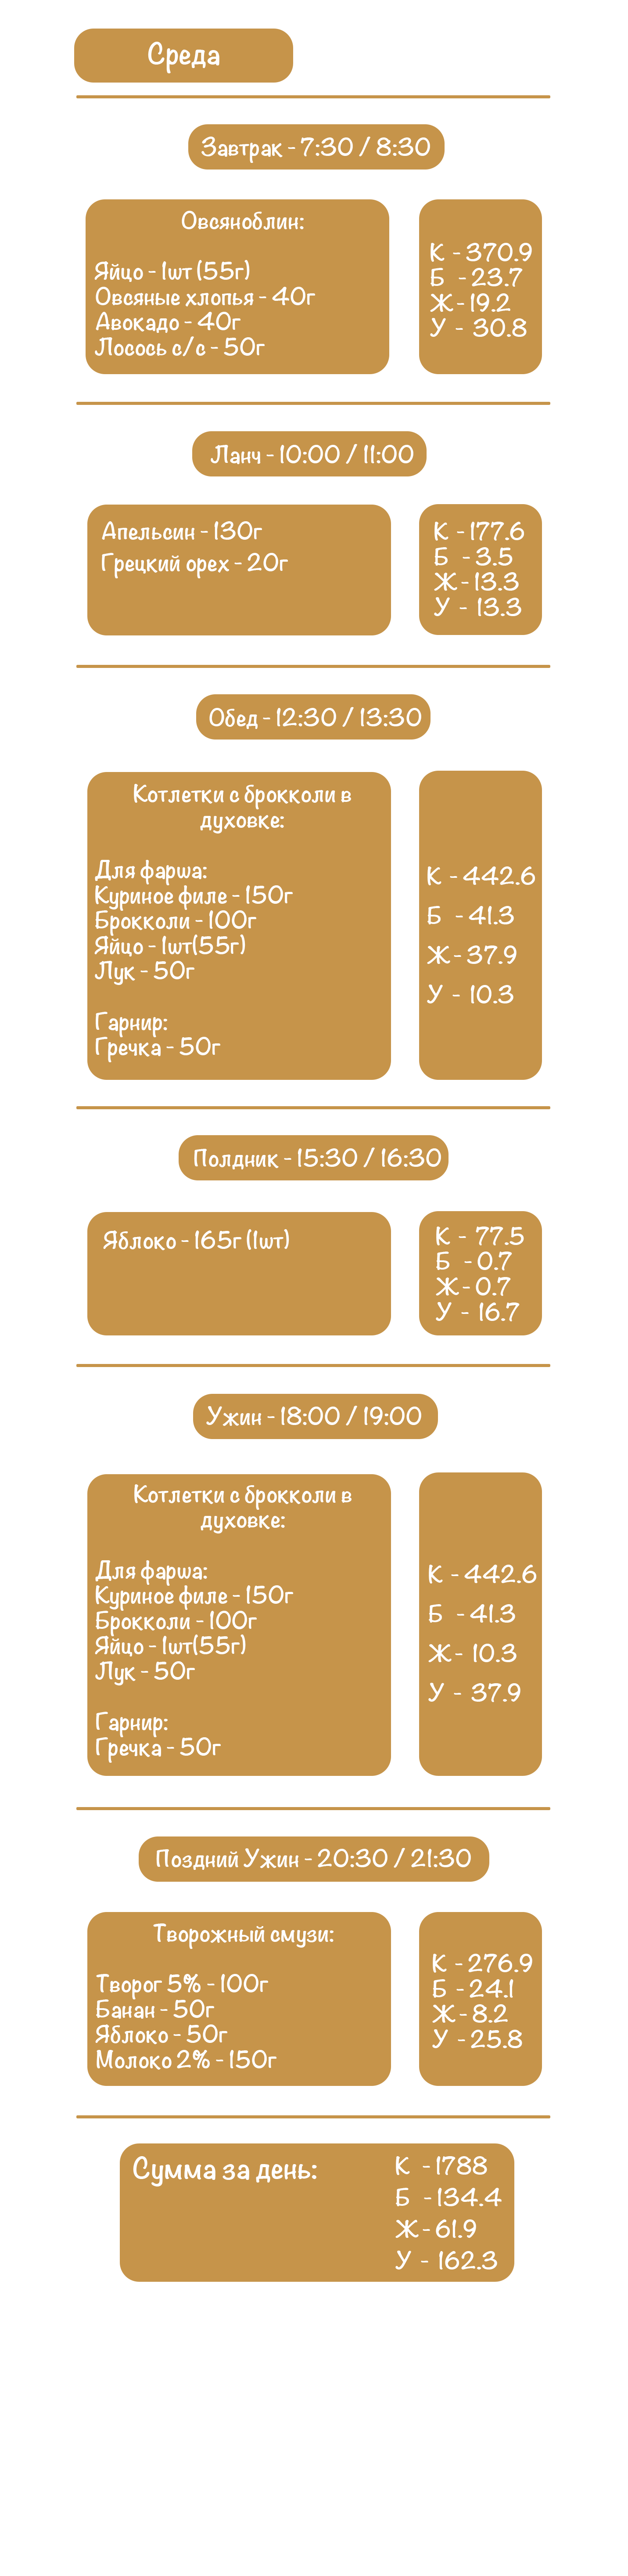 Среда
Завтрак - 7:30 / 8:30
Овсяноблин:
Яйцо - 1шт (55г)
Овсяные хлопья - 40г
Авокадо - 40г
Лосось с/с - 50г
К - 370.9
Б - 23.7
Ж - 19.2
У - 30.8
Ланч - 10:00 / 11:00
Апельсин - 130г
Грецкий орех - 20г
К - 177.6
Б - 3.5
Ж - 13.3
У - 13.3
Обед - 12:30 / 13:30
Котлетки с брокколи в
духовке:
Для фарша:
Куриное филе - 150г
Брокколи - 100г
Яйцо - 1шт(55г)
Лук - 50г
Гарнир:
Гречка - 50г
К - 442.6
Б - 41.3
Ж - 37.9
У - 10.3
Полдник - 15:30 / 16:30
Яблоко - 165г (1шт)
К - 77.5
Б - 0.7
Ж - 0.7
У - 16.7
Ужин - 18:00 / 19:00
Котлетки с брокколи в
духовке:
Для фарша:
Куриное филе - 150г
Брокколи - 100г
Яйцо - 1шт(55г)
Лук - 50г
Гарнир:
Гречка - 50г
К - 442.6
Б - 41.3
Ж - 10.3
У - 37.9
Поздний Ужин - 20:30 / 21:30
Творожный смузи:
Творог 5% - 100г
Банан - 50г
Яблоко - 50г
Молоко 2% - 150г
К - 276.9
Б - 24.1
Ж - 8.2
У - 25.8
Сумма за день:
К - 1788
Б - 134.4
Ж - 61.9
У - 162.3